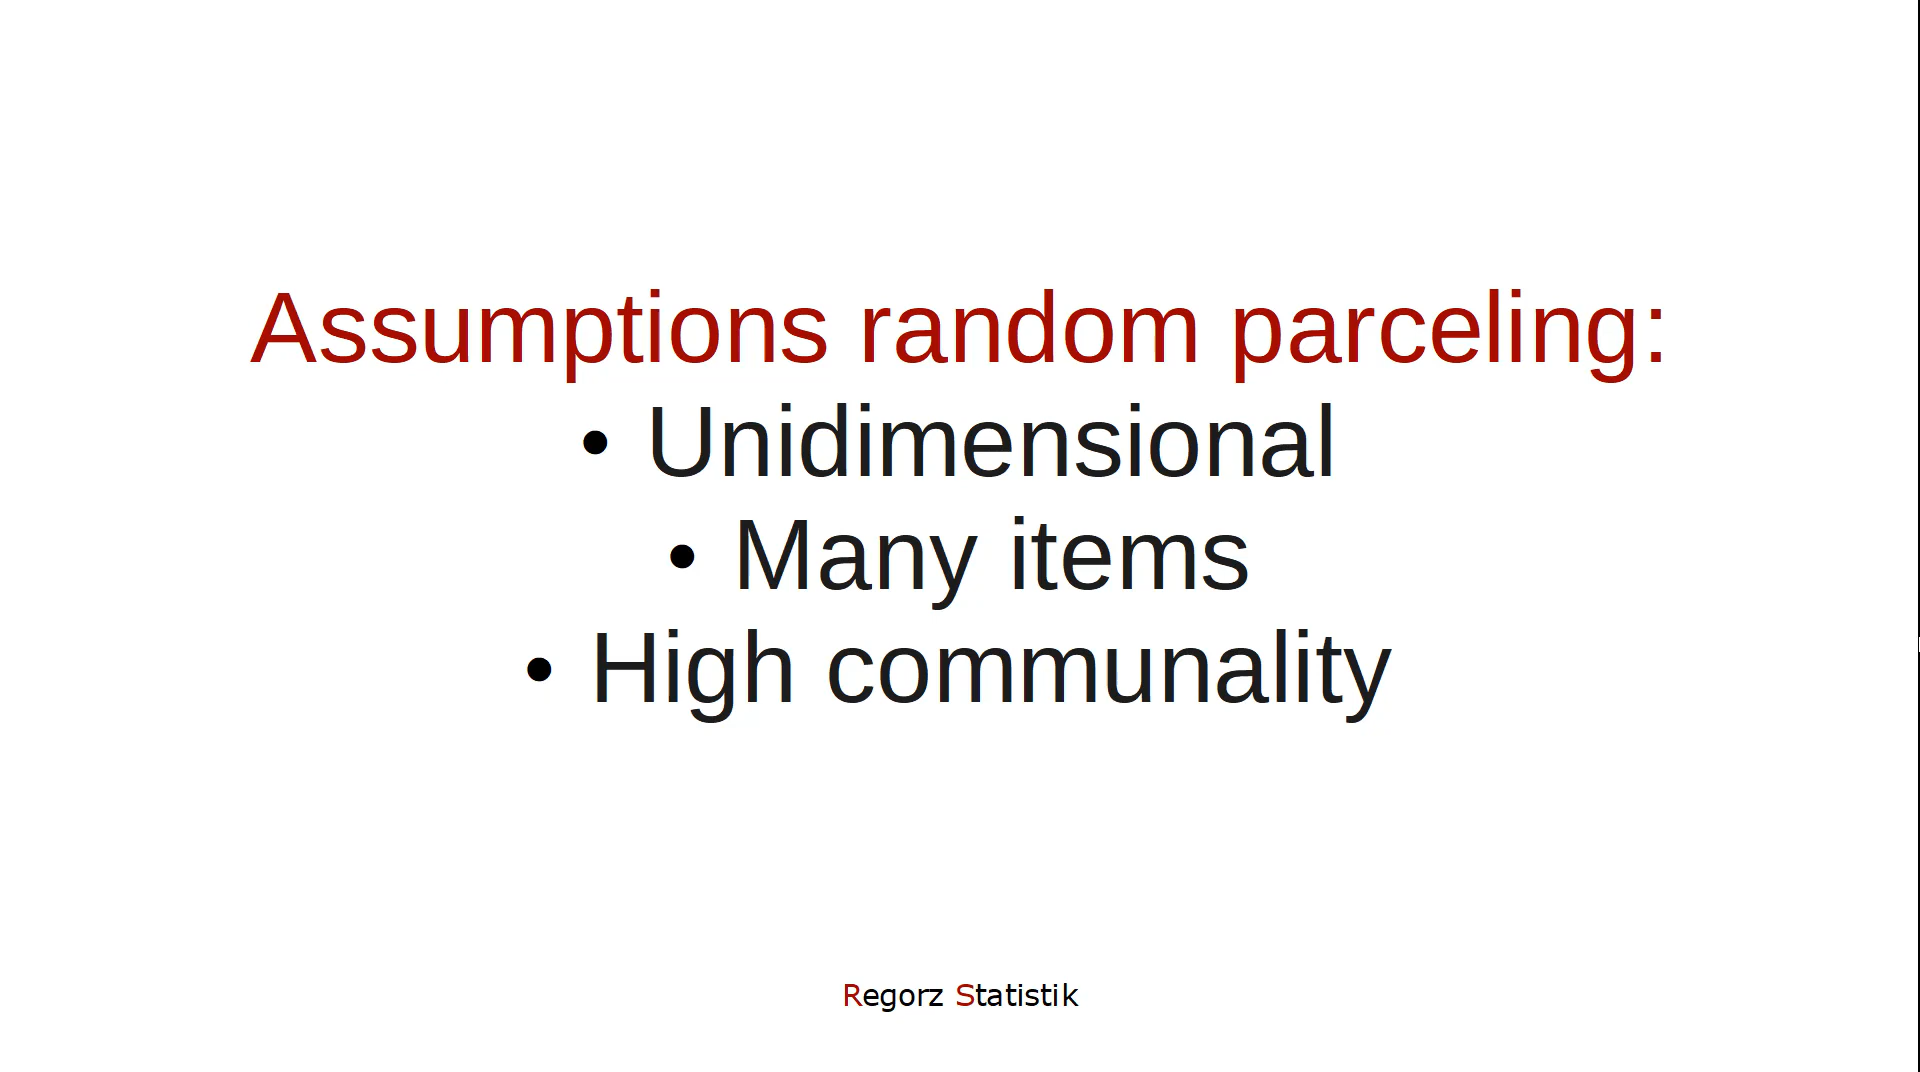 Assumptions random parceling:
• Unidimensional
• Many items
• High communality
Regorz Statistik